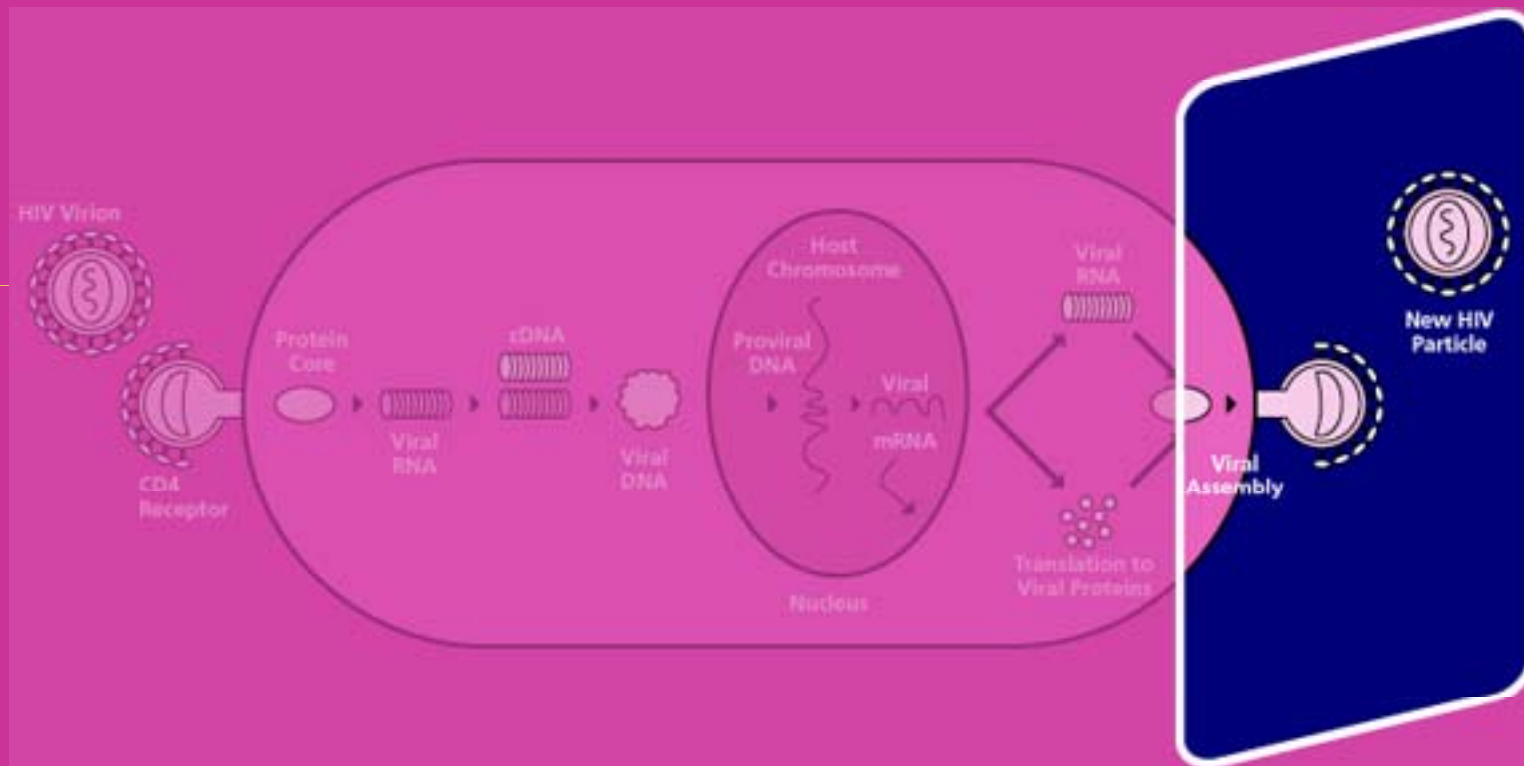 HIV Virion
CD4
Receptor
Protein
Core
Viral
RNA
cDNA
Viral
DNA
Host
Chromosome
Proviral
DNA
Viral
mRNA
Nucleus
Viral
RNA
Translation to
Viral Proteins
Viral
Assembly
New HIV
Particle